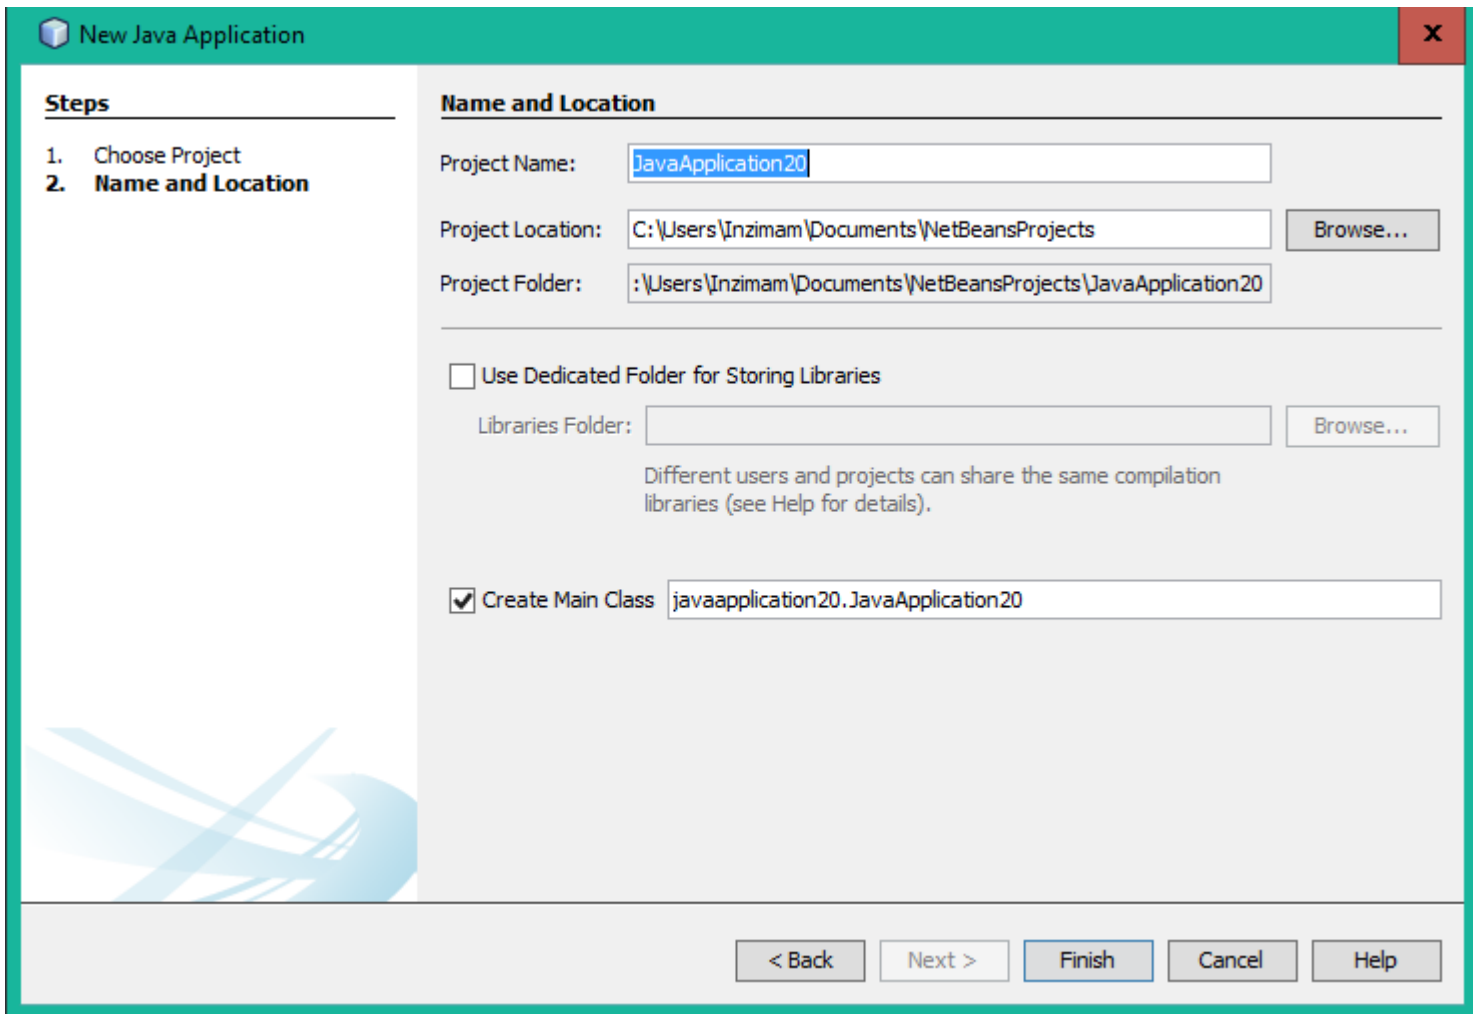 New Java Application
x
Steps
1. Choose Project
2. Name and Location
Name and Location
Project Name: JavaApplication20
Project Location: C:\Users\Inzimam\Documents\NetBeansProjects Browse...
Project Folder: :\Users\Inzimam\Documents\NetBeansProjects\JavaApplication20
Use Dedicated Folder for Storing Libraries
Libraries Folder: Browse...
Different users and projects can share the same compilation
libraries (see Help for details).
Create Main Class javaapplication20.JavaApplication20
< Back Next > Finish Cancel Help